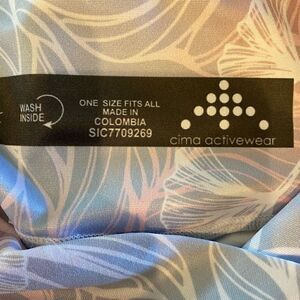 WASH
INSIDE
ONE SIZE FITS ALL
MADE IN
COLOMBIA
SIC7709269
cima activewear